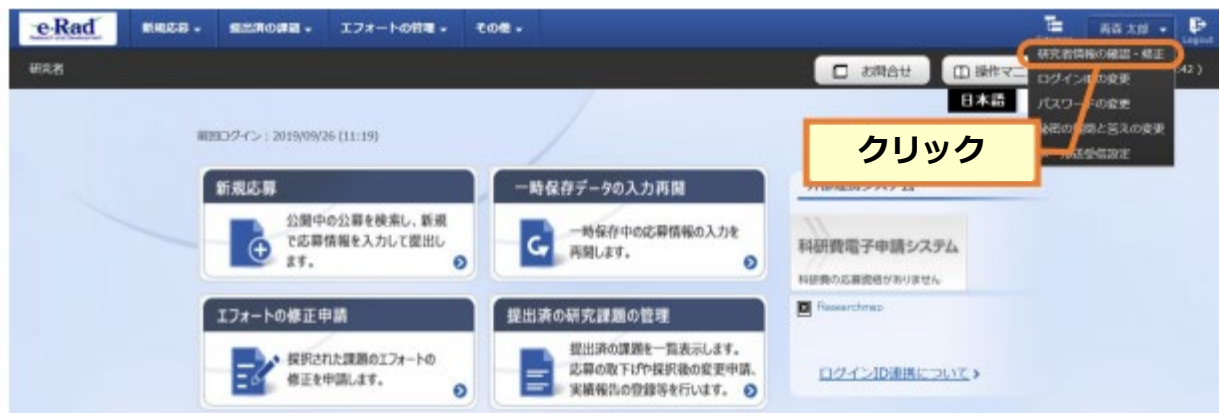 e-Rad
新規応募
提出済の課題
エフォートの管理
その他
青森 太郎
Logout
研究者
お問合せ
操作マニ
研究者情報の確認・修正
ログインIDの変更
日本語
パスワードの変更
前回ログイン：2019/09/26 (11:19)
クリック
新規応募
公開中の公募を検索し、新規
で応募情報を入力して提出し
ます。
一時保存データの入力再開
一時保存中の応募情報の入力を
再開します。
科研費電子申請システム
科研費の応募資格がありません
エフォートの修正申請
採択された課題のエフォートの
修正を申請します。
提出済の研究課題の管理
提出済の課題を一覧表示します。
応募の取下げや採択後の変更申請、
実績報告の登録等を行います。
Researchmap
ログインID連携について